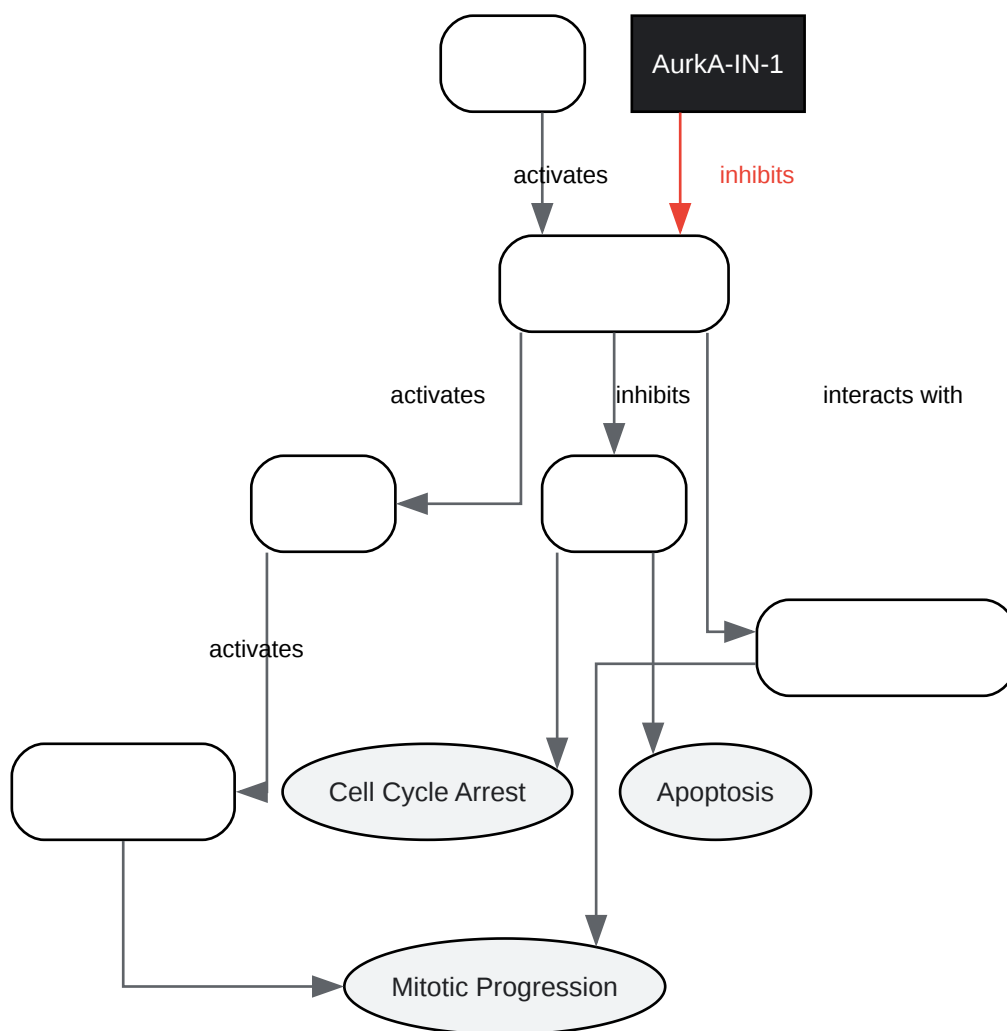 AurkA-IN-1
activates
inhibits
activates
inhibits
interacts with
activates
Cell Cycle Arrest
Apoptosis
Mitotic Progression